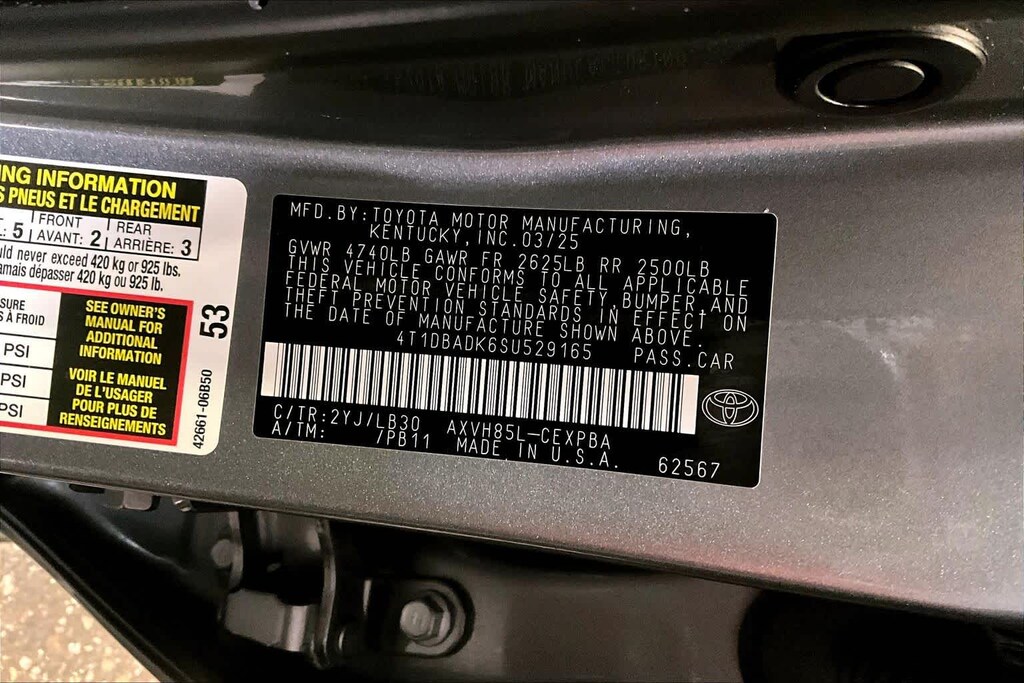 NG INFORMATION
S PNEUS ET LE CHARGEMENT
5 FRONT AVANT: 2 REAR ARRIÈRE: 3
ould never exceed 420 kg or 925 lbs.
amais dépasser 420 kg ou 925 lb.
SURE
À FROID
PSI
PSI
PSI
SEE OWNER'S
MANUAL FOR
ADDITIONAL
INFORMATION
VOIR LE MANUEL
DE L'USAGER
POUR PLUS DE
RENSEIGNEMENTS
53
42661-06B50
MFD.BY:TOYOTA MOTOR MANUFACTURING,
KENTUCKY,INC.03/25
GVWR 4740LB GAWR FR 2625LB RR 2500LB
THIS VEHICLE CONFORMS TO ALL APPLICABLE
FEDERAL MOTOR VEHICLE SAFETY,BUMPER,AND
THEFT PREVENTION STANDARDS IN EFFECT ON
THE DATE OF MANUFACTURE SHOWN ABOVE.
4T1DBADK6SU529165 PASS.CAR
C/TR:2YJ/LB30 AXVH85L-CEXPBA
A/TM: /PB11 MADE IN U.S.A. 62567